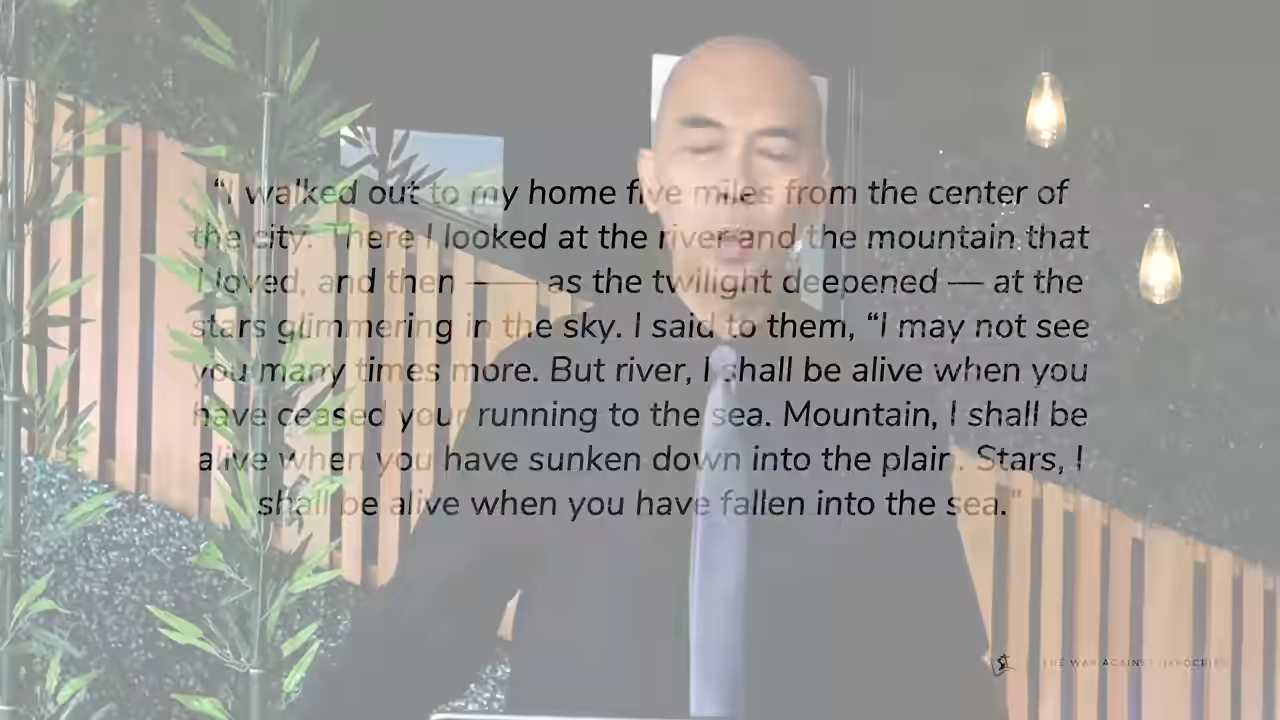 “I walked out to my home five miles from the center of
the city. There I looked at the river and the mountain that
I loved, and then —— as the twilight deepened — at the
stars glimmering in the sky. I said to them, “I may not see
you many times more. But river, I shall be alive when you
have ceased your running to the sea. Mountain, I shall be
alive when you have sunken down into the plain. Stars, I
shall be alive when you have fallen into the sea."
THE WAR AGAINST HYPOCRISY